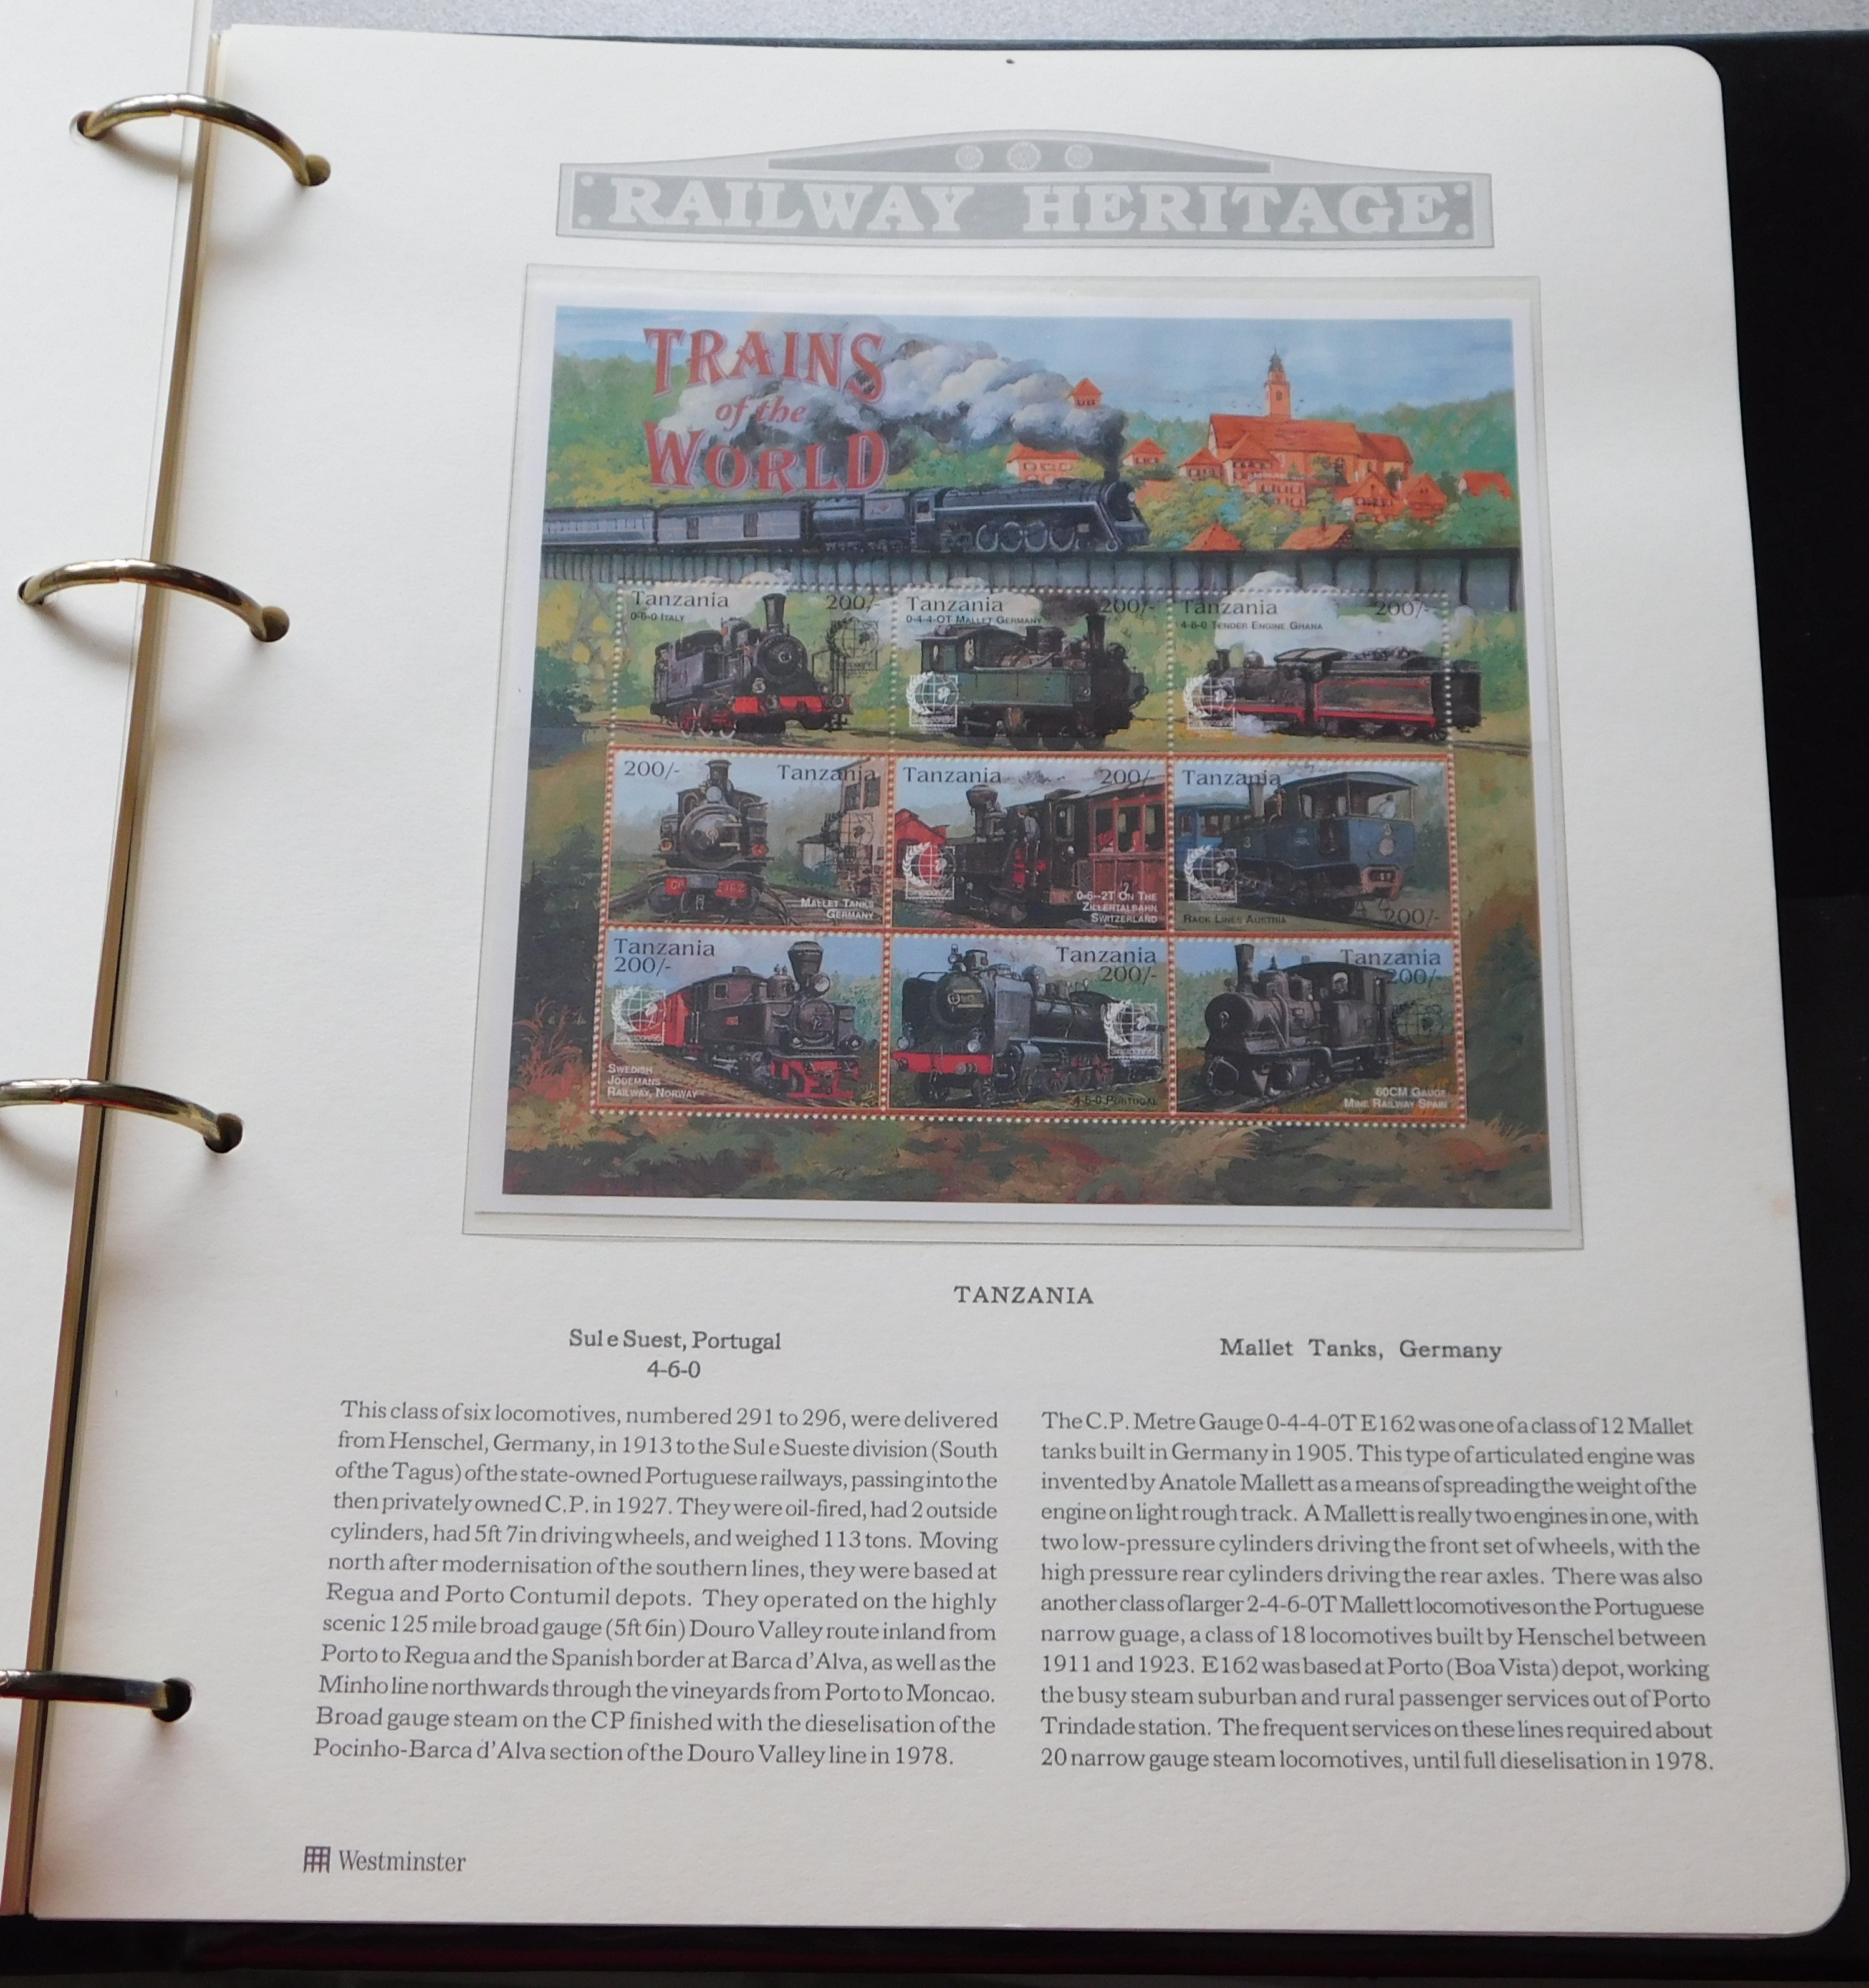 RAILWAY HERITAGE
TRAINS
of the
WORLD
Tanzania 200/-
0-6-0 ITALY
Tanzania 200/-
0-4-4-0T MALLET GERMANY
Tanzania 200/-
4-8-0 TENDER ENGINE GHANA
200/- Tanzania
MALLET TANKS
GERMANY
Tanzania 200/-
0-6--2T ON THE
ZILLERTALBAHN
SWITZERLAND
Tanzania
RACK LINES AUSTRIA 200/-
Tanzania
200/-
SWEDISH
JODEMANS
RAILWAY, NORWAY
Tanzania
200/-
4-6-0 PORTUGAL
Tanzania
200/-
60CM GAUGE
MINE RAILWAY SPAIN
TANZANIA
Sul e Suest, Portugal
4-6-0
This class of six locomotives, numbered 291 to 296, were delivered
from Henschel, Germany, in 1913 to the Sul e Sueste division (South
of the Tagus) of the state-owned Portuguese railways, passing into the
then privately owned C.P. in 1927. They were oil-fired, had 2 outside
cylinders, had 5ft 7in driving wheels, and weighed 113 tons. Moving
north after modernisation of the southern lines, they were based at
Regua and Porto Contumil depots. They operated on the highly
scenic 125 mile broad gauge (5ft 6in) Douro Valley route inland from
Porto to Regua and the Spanish border at Barca d'Alva, as well as the
Minho line northwards through the vineyards from Porto to Moncao.
Broad gauge steam on the CP finished with the dieselisation of the
Pocinho-Barca d'Alva section of the Douro Valley line in 1978.
Mallet Tanks, Germany
The C.P. Metre Gauge 0-4-4-0T E162 was one of a class of 12 Mallet
tanks built in Germany in 1905. This type of articulated engine was
invented by Anatole Mallett as a means of spreading the weight of the
engine on light rough track. A Mallett is really two engines in one, with
two low-pressure cylinders driving the front set of wheels, with the
high pressure rear cylinders driving the rear axles. There was also
another class of larger 2-4-6-0T Mallett locomotives on the Portuguese
narrow guage, a class of 18 locomotives built by Henschel between
1911 and 1923. E162 was based at Porto (Boa Vista) depot, working
the busy steam suburban and rural passenger services out of Porto
Trindade station. The frequent services on these lines required about
20 narrow gauge steam locomotives, until full dieselisation in 1978.
Westminster